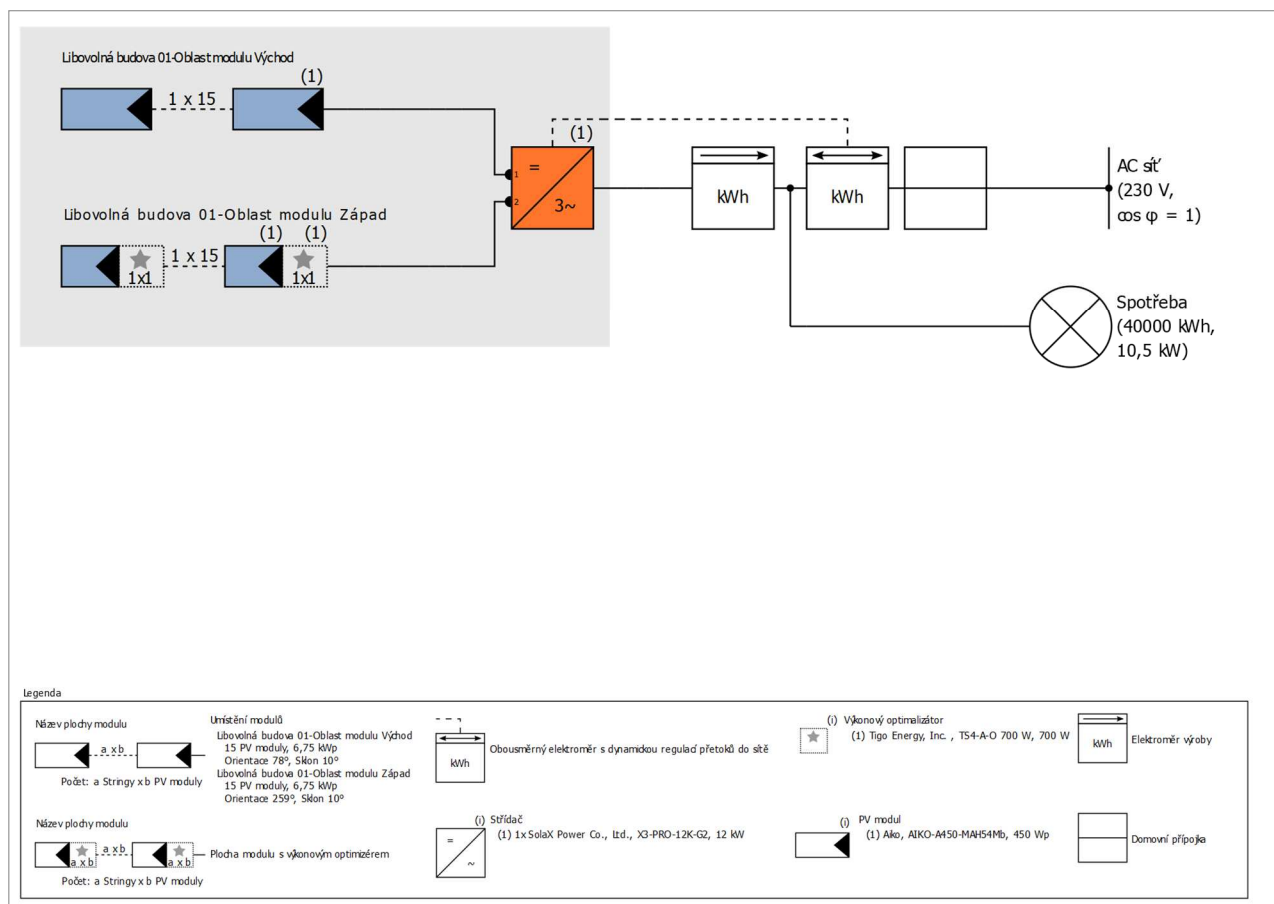 Libovolná budova 01-Oblast modulu Východ
(1)
1 x 15
(1)
=
1
2
3~
kWh
kWh
AC síť
(230 V,
cos φ = 1)
Libovolná budova 01-Oblast modulu Západ
(1) (1)
1 x 15
1x1
1x1
Spotřeba
(40000 kWh,
10,5 kW)
Legenda
Název plochy modulu
a x b
Počet: a Stringy x b PV moduly
Umístění modulů
Libovolná budova 01-Oblast modulu Východ
15 PV moduly, 6,75 kWp
Orientace 78°, Sklon 10°
Libovolná budova 01-Oblast modulu Západ
15 PV moduly, 6,75 kWp
Orientace 259°, Sklon 10°
kWh
Obousměrný elektroměr s dynamickou regulací přetoků do sítě
(i) Výkonový optimalizátor
(1) Tigo Energy, Inc. , TS4-A-O 700 W, 700 W
kWh
Elektroměr výroby
Název plochy modulu
a x b
a x b
a x b
Počet: a Stringy x b PV moduly
Plocha modulu s výkonovým optimizérem
=
~
(i) Střídač
(1) 1x SolaX Power Co., Ltd., X3-PRO-12K-G2, 12 kW
(i) PV modul
(1) Aiko, AIKO-A450-MAH54Mb, 450 Wp
Domovní přípojka